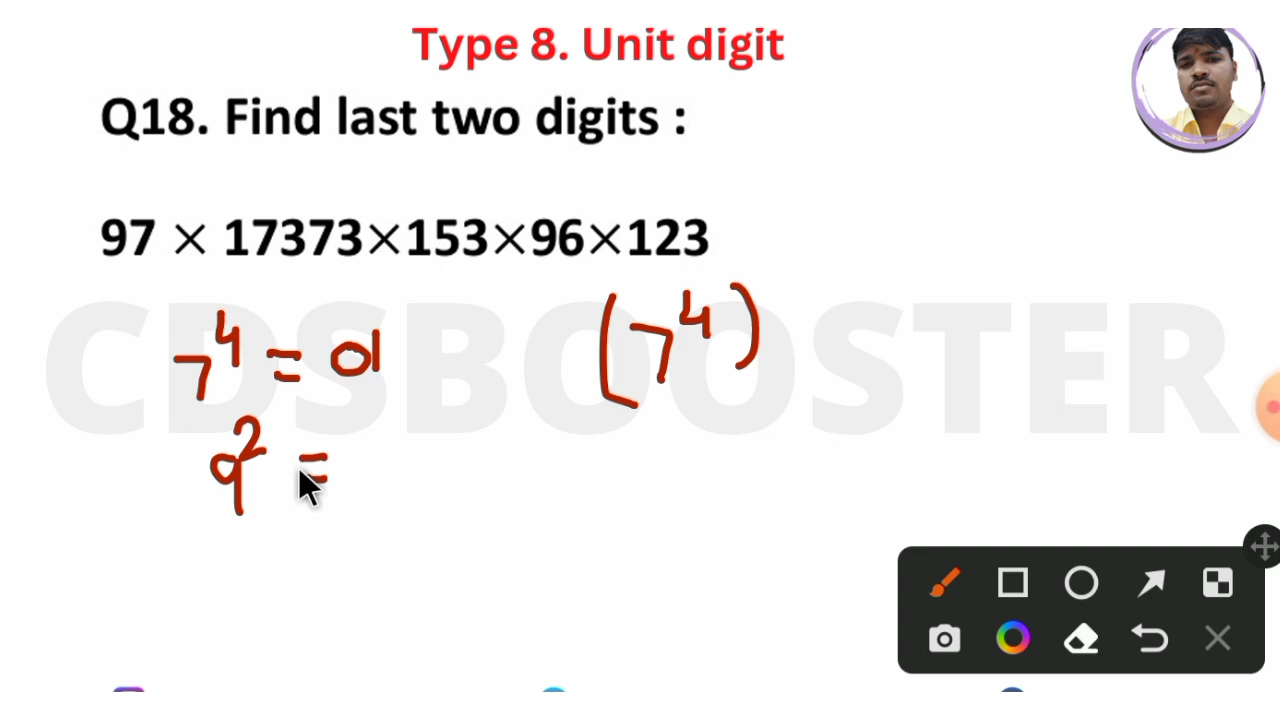 Type 8. Unit digit
Q18. Find last two digits :
97 × 17373×153×96×123
CDSBOOSTER
7⁴ = 01 (7⁴)
9² =